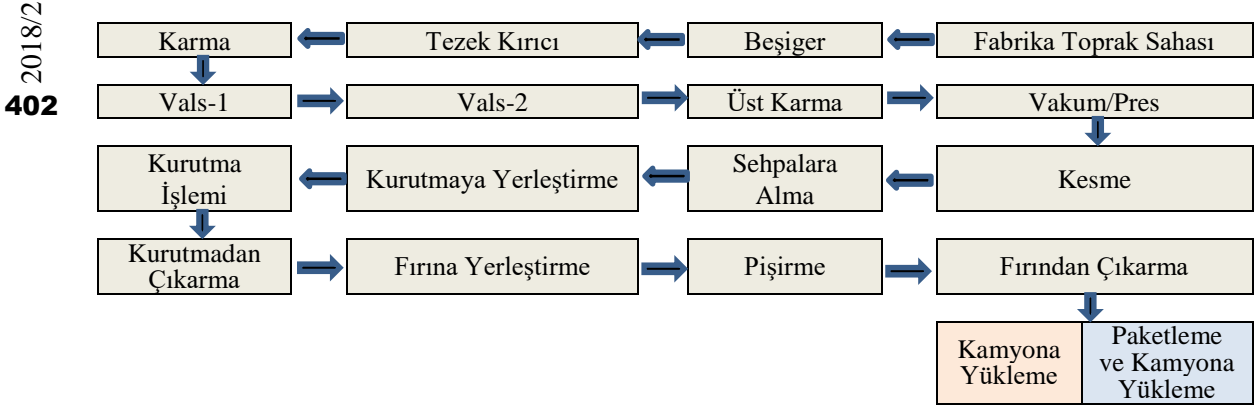 2018/2
402
Karma
Tezek Kırıcı
Beşiger
Fabrika Toprak Sahası
Vals-1
Vals-2
Üst Karma
Vakum/Pres
Kurutma
İşlemi
Kurutmaya Yerleştirme
Sehpalara
Alma
Kesme
Kurutmadan
Çıkarma
Fırına Yerleştirme
Pişirme
Fırından Çıkarma
Kamyona
Yükleme
Paketleme
ve Kamyona
Yükleme